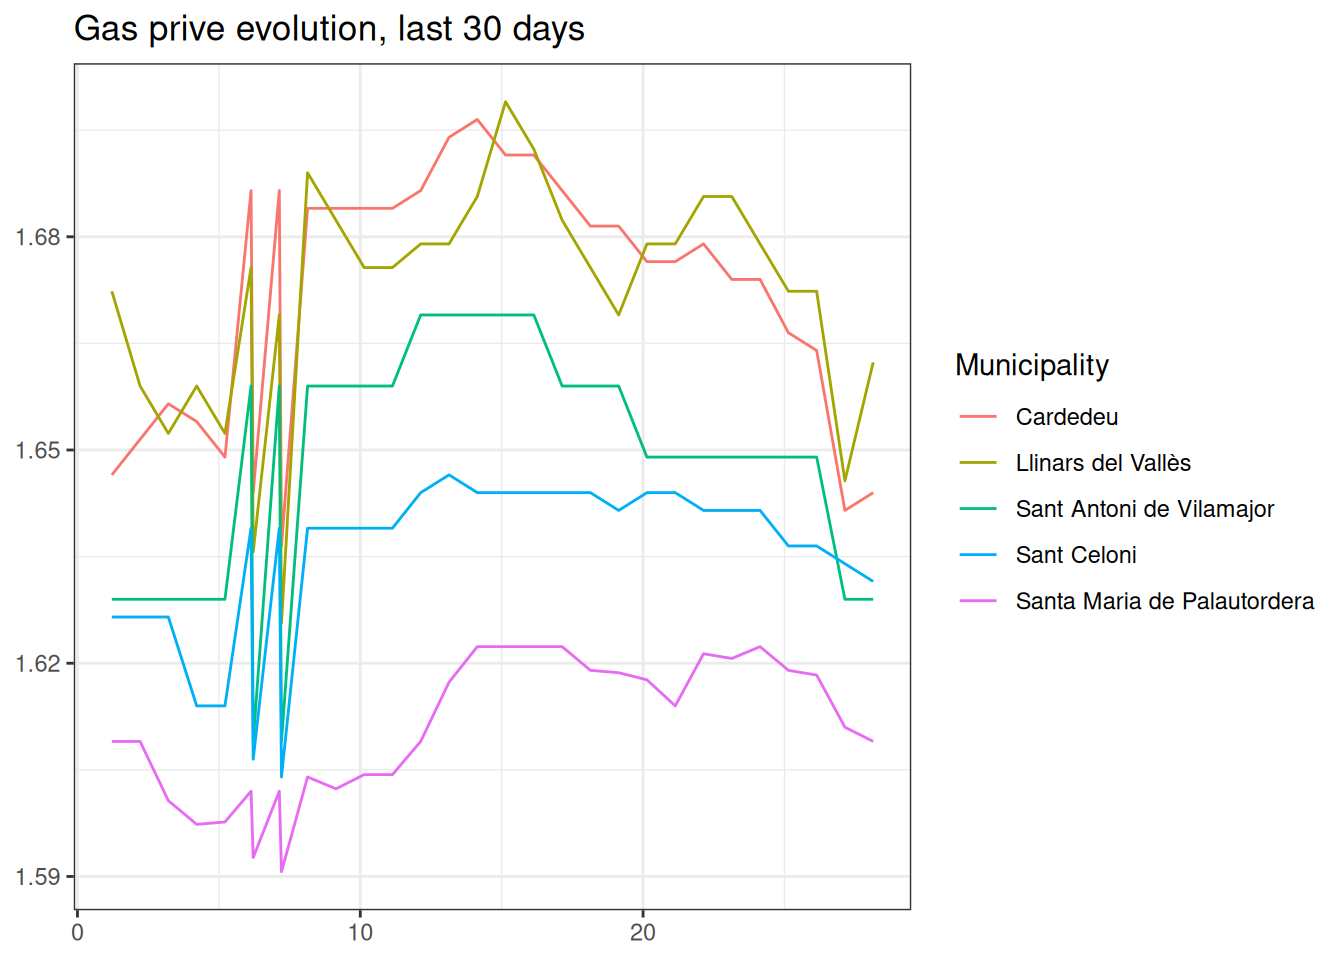 Gas prive evolution, last 30 days
1.68
1.65
1.62
1.59
0 10 20
Municipality
Cardedeu
Llinars del Vallès
Sant Antoni de Vilamajor
Sant Celoni
Santa Maria de Palautordera